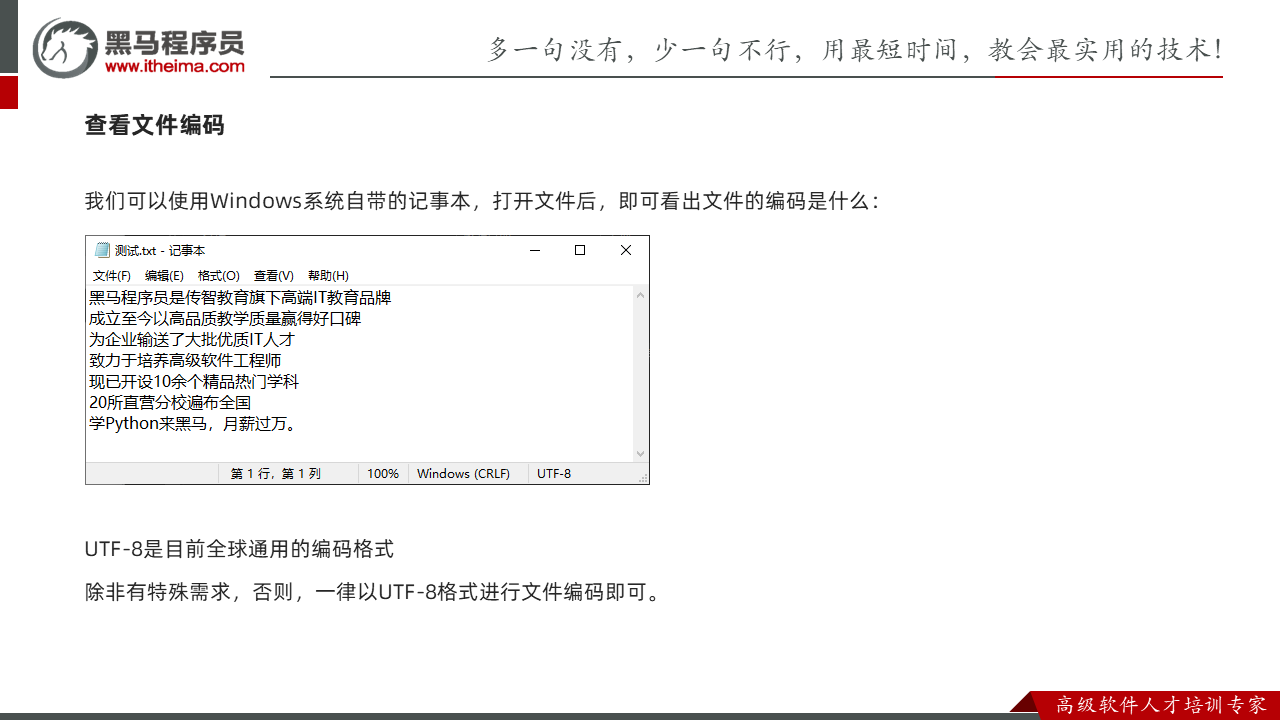 黑马程序员
www.itheima.com
多一句没有，少一句不行，用最短时间，教会最实用的技术！
查看文件编码
我们可以使用Windows系统自带的记事本，打开文件后，即可看出文件的编码是什么：
测试.txt - 记事本
文件(F) 编辑(E) 格式(O) 查看(V) 帮助(H)
黑马程序员是传智教育旗下高端IT教育品牌
成立至今以高品质教学质量赢得好口碑
为企业输送了大批优质IT人才
致力于培养高级软件工程师
现已开设10余个精品热门学科
20所直营分校遍布全国
学Python来黑马，月薪过万。
第 1 行，第 1 列 100% Windows (CRLF) UTF-8
UTF-8是目前全球通用的编码格式
除非有特殊需求，否则，一律以UTF-8格式进行文件编码即可。
高级软件人才培训专家